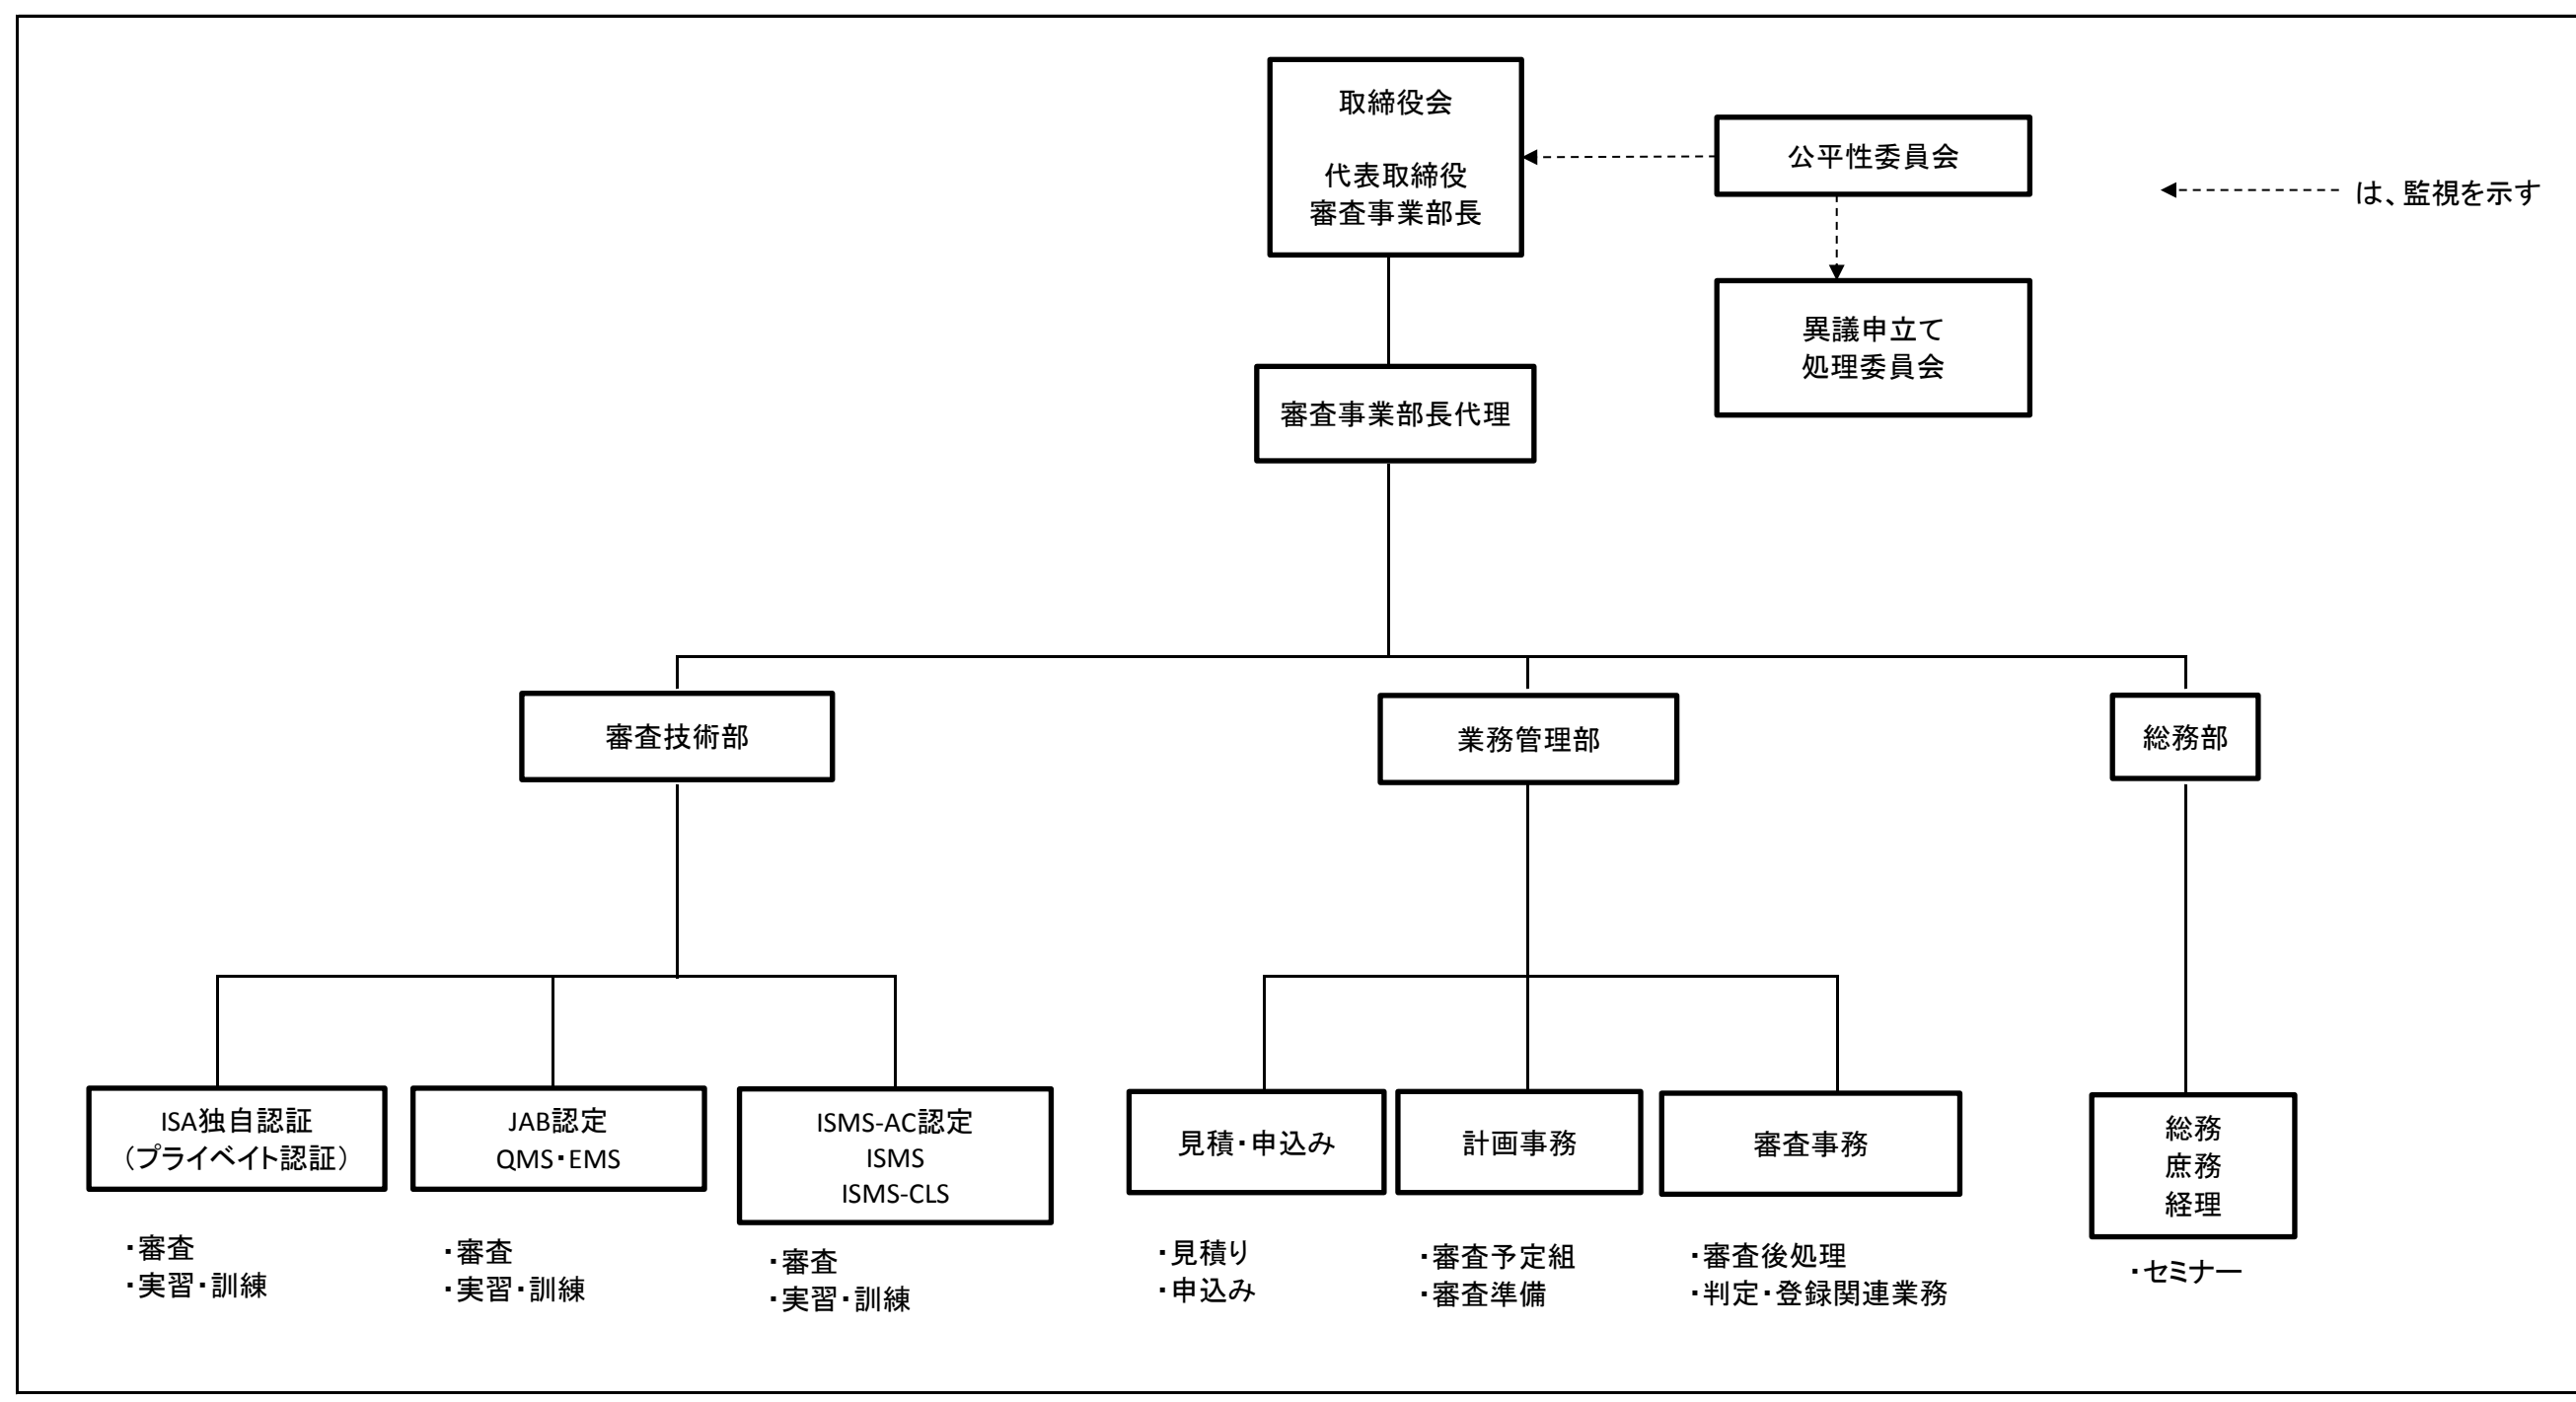 取締役会
代表取締役
審査事業部長
公平性委員会
は、監視を示す
異議申立て
処理委員会
審査事業部長代理
審査技術部
業務管理部
総務部
ISA独自認証
（プライベイト認証）
・審査
・実習・訓練
JAB認定
QMS・EMS
・審査
・実習・訓練
ISMS-AC認定
ISMS
ISMS-CLS
・審査
・実習・訓練
見積・申込み
・見積り
・申込み
計画事務
・審査予定組
・審査準備
審査事務
・審査後処理
・判定・登録関連業務
総務
庶務
経理
・セミナー